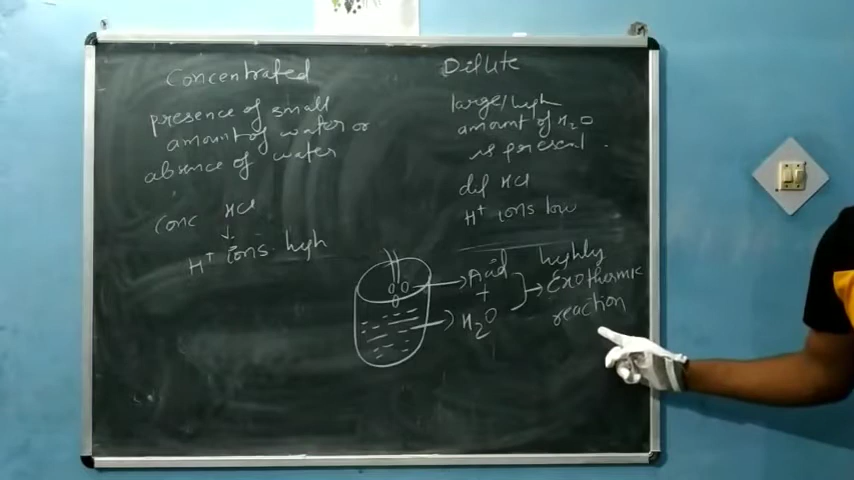 Concentrated
presence of small
amount of water or
absence of water
Conc HCl
↓
H+ ions high
Dilute
large/high
amount of H2O
is present.
dil HCl
H+ ions low
Acid
+
H2O
highly
Exothermic
reaction